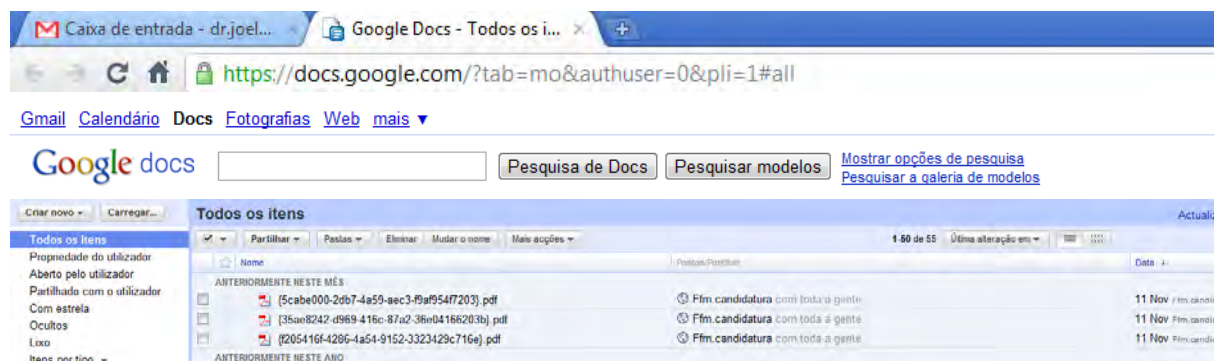 Caixa de entrada - dr.joel...
Google Docs - Todos os i...
https://docs.google.com/?tab=mo&authuser=0&pli=1#all
Gmail Calendário Docs Fotografias Web mais ▼
Google docs
Pesquisa de Docs Pesquisar modelos
Mostrar opções de pesquisa
Pesquisar a galeria de modelos
Criar novo Carregar...
Todos os itens
Actualiz
Todos os Itens
Partilhar Pastas Eliminar Mudar o nome Mais acções
1-50 de 55 Última alteração em
Propriedade do utilizador
Nome Pastas/Partilhar Data
Aberto pelo utilizador
ANTERIORMENTE NESTE MÊS
Partilhado com o utilizador
{5cabe000-2db7-4a59-aec3-f9af954f7203}.pdf Ffm.candidatura com toda a gente 11 Nov
Com estrela
{35ae8242-d969-416c-87a2-36e04166203b}.pdf Ffm.candidatura com toda a gente 11 Nov
Ocultos
{f205416f-4286-4a54-9152-3323429c716e}.pdf Ffm.candidatura com toda a gente 11 Nov
Lixo
Itens por tipo
ANTERIORMENTE NESTE ANO